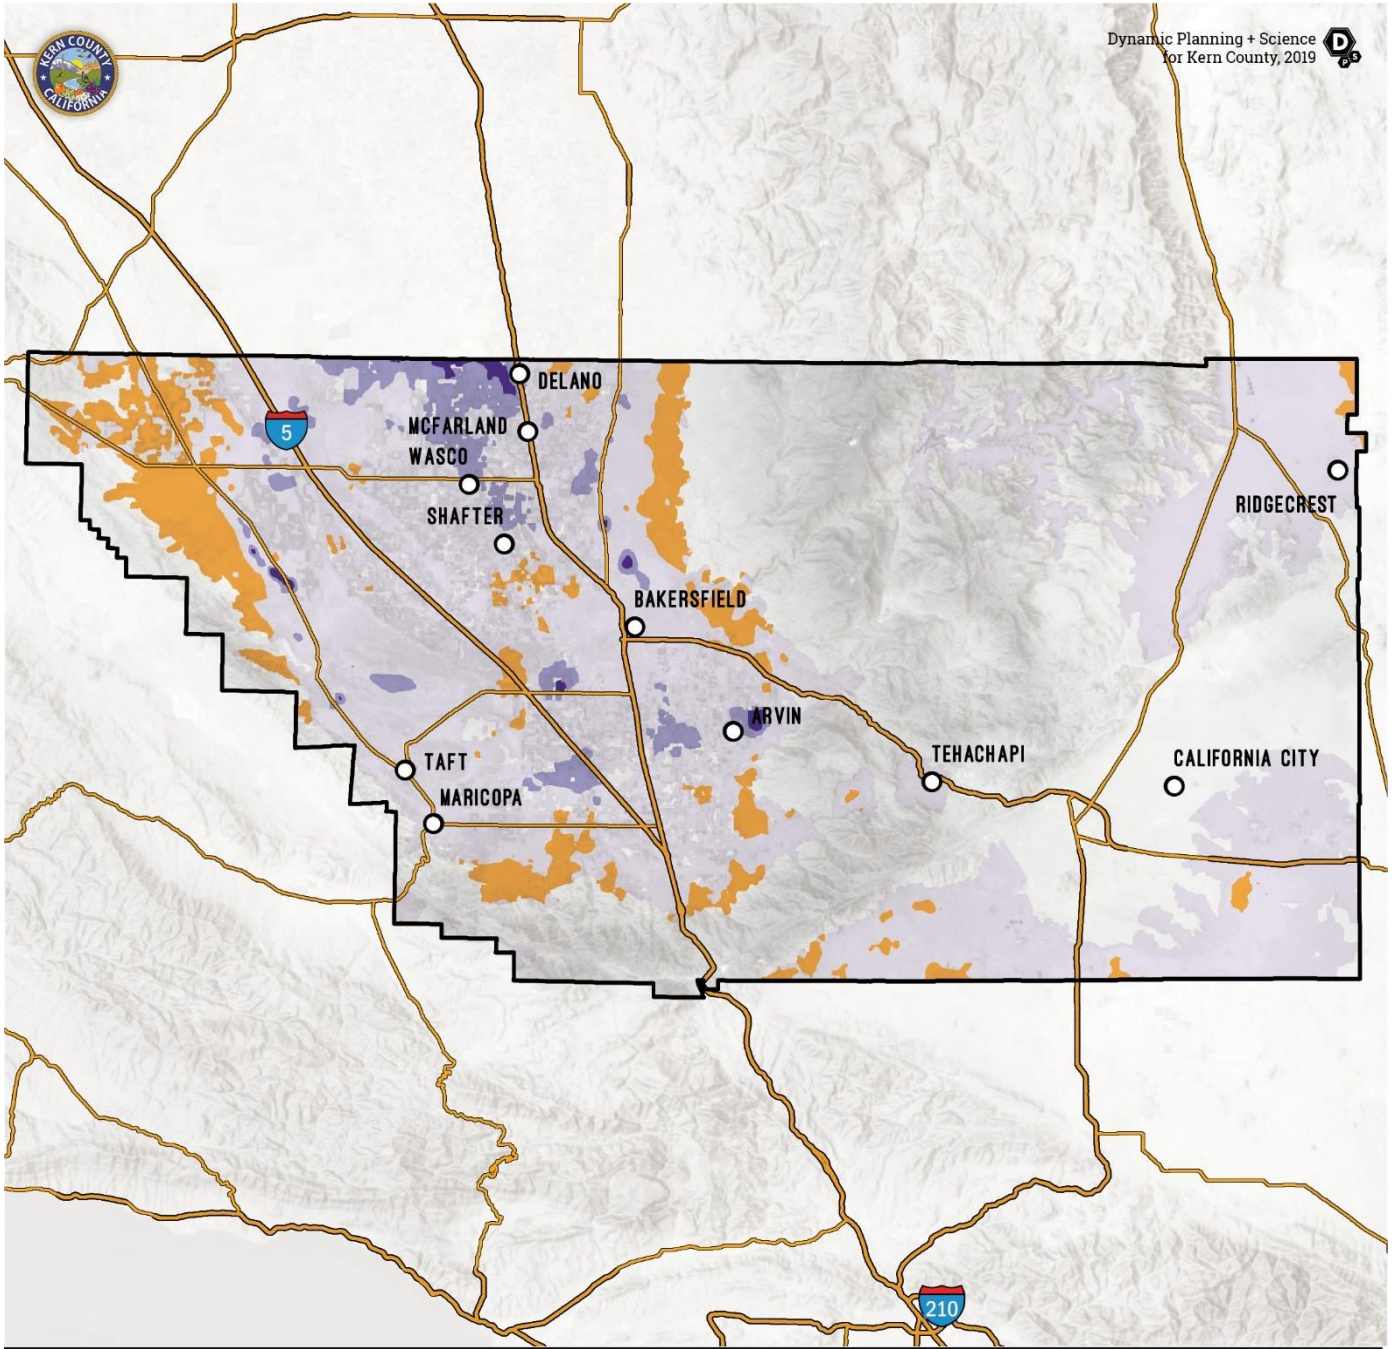 KERN COUNTY
CALIFORNIA
Dynamic Planning + Science
for Kern County, 2019
D
P S
DELANO
5
MCFARLAND
WASCO
RIDGECREST
SHAFTER
BAKERSFIELD
ARVIN
TEHACHAPI
TAFT
CALIFORNIA CITY
MARICOPA
210